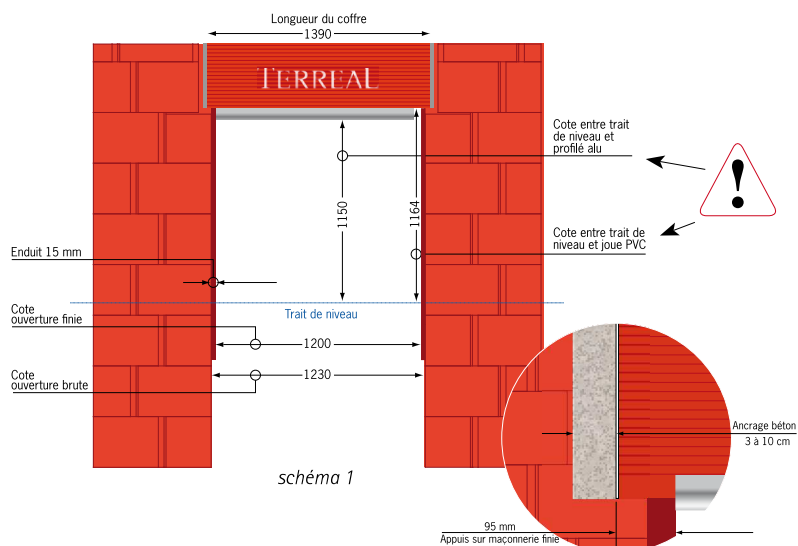 Longueur du coffre
1390
TERREAL
Cote entre trait
de niveau et
profilé alu
1150
1164
Cote entre trait de
niveau et joue PVC
Enduit 15 mm
Trait de niveau
Cote
ouverture finie
1200
Cote
ouverture brute
1230
schéma 1
Ancrage béton
3 à 10 cm
95 mm
Appuis sur maçonnerie finie